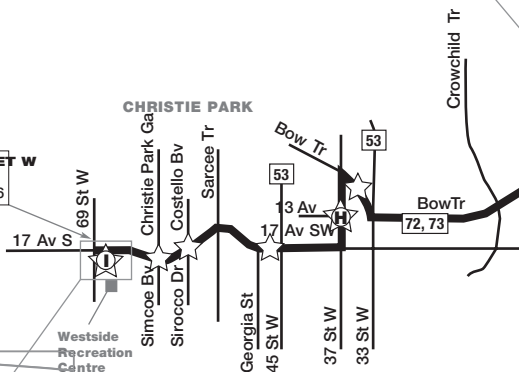 Crowchild Tr
CHRISTIE PARK
Christie Park Ga
Costello Bv
Sarcee Tr
Bow Tr
53
53
ET W
6
69 St W
13 Av
H
17 Av SW
BowTr
72, 73
17 Av S
I
Simcoe Bv
Sirocco Dr
Georgia St
45 St W
37 St W
33 St W
Westside
Recreation
Centre